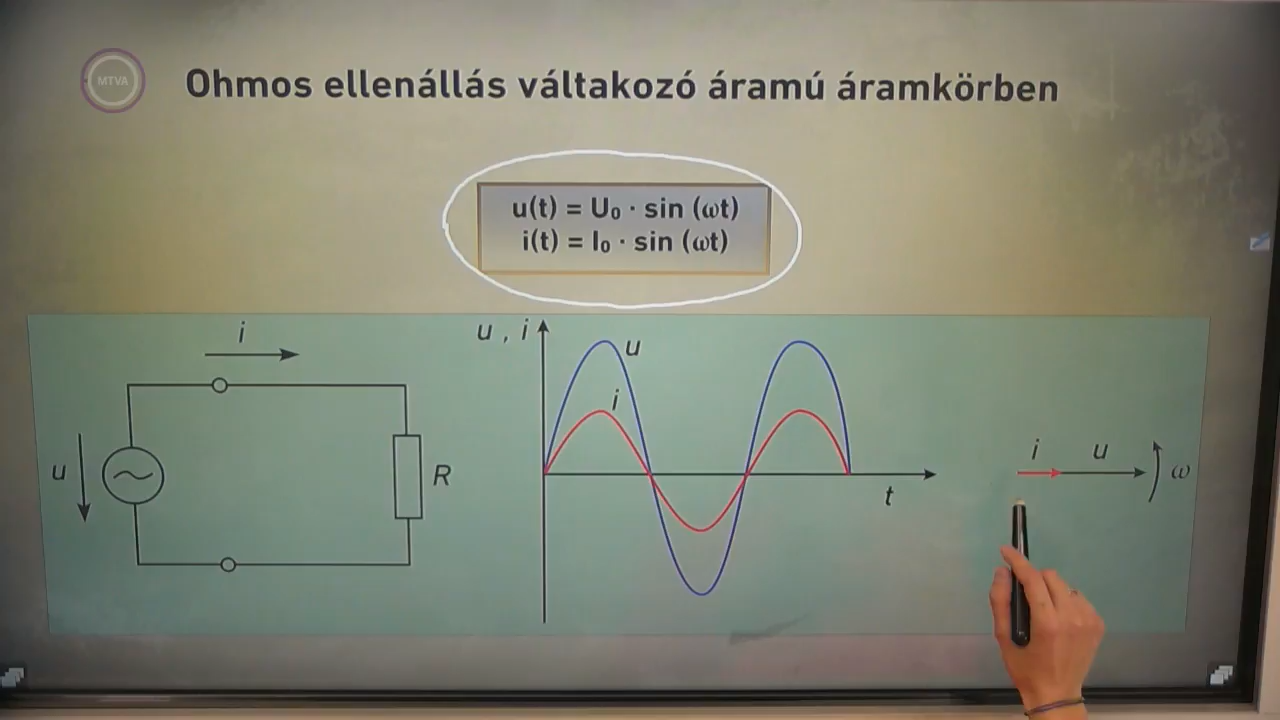 MTVA
Ohmos ellenállás váltakozó áramú áramkörben
u(t) = U₀ · sin (ωt)
i(t) = I₀ · sin (ωt)
i
u
R
u , i
u
i
t
i
u
ω